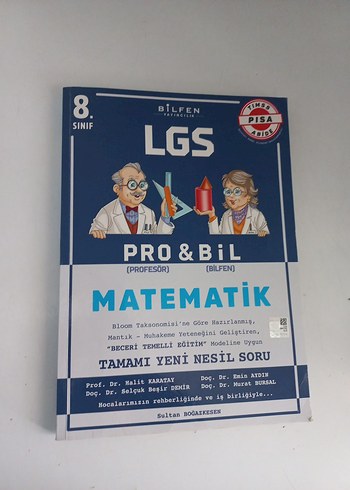 BİLFEN
YAYINCILIK
8.
SINIF
TIMSS
PISA
ABİDE
LGS
PRO & BİL
(PROFESÖR) (BİLFEN)
MATEMATİK
Bloom Taksonomisi'ne Göre Hazırlanmış,
Mantık - Muhakeme Yeteneğini Geliştiren,
"BECERİ TEMELLİ EĞİTİM" Modeline Uygun
TAMAMI YENİ NESİL SORU
Prof. Dr. Halit KARATAY Doç. Dr. Emin AYDIN
Doç. Dr. Selçuk Beşir DEMİR Doç. Dr. Murat BURSAL
Hocalarımızın rehberliğinde ve iş birliğiyle...
Sultan BOĞAZKESEN